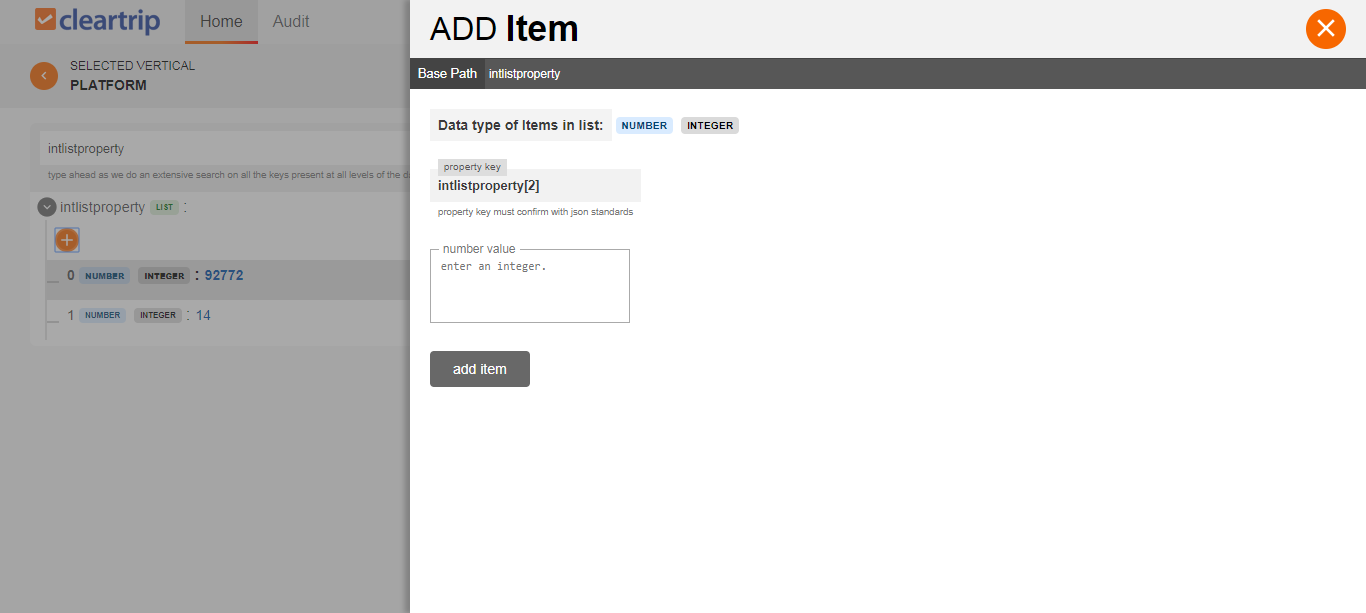 cleartrip
Home
Audit
SELECTED VERTICAL
PLATFORM
intlistproperty
type ahead as we do an extensive search on all the keys present at all levels of the
intlistproperty LIST :
0 NUMBER INTEGER : 92772
1 NUMBER INTEGER : 14
ADD Item
Base Path intlistproperty
Data type of Items in list: NUMBER INTEGER
property key
intlistproperty[2]
property key must confirm with json standards
number value
enter an integer.
add item